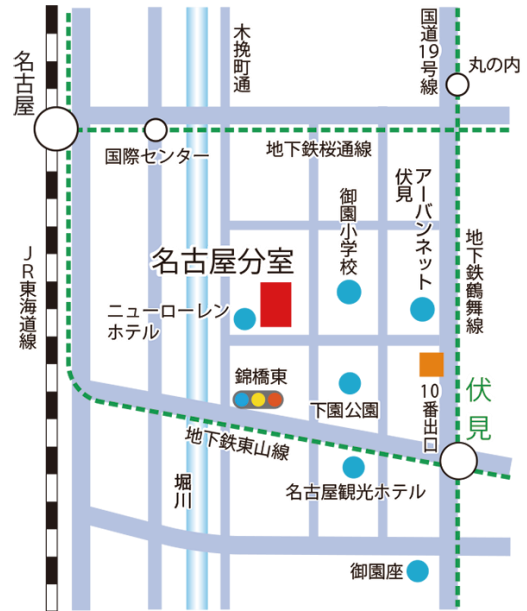 名古屋
木挽町通
国道19号線
丸の内
国際センター
地下鉄桜通線
アーバンネット
伏見
御園小学校
名古屋分室
地下鉄鶴舞線
JR東海道線
ニューローレン
ホテル
錦橋東
下園公園
10番出口
伏見
地下鉄東山線
堀川
名古屋観光ホテル
御園座